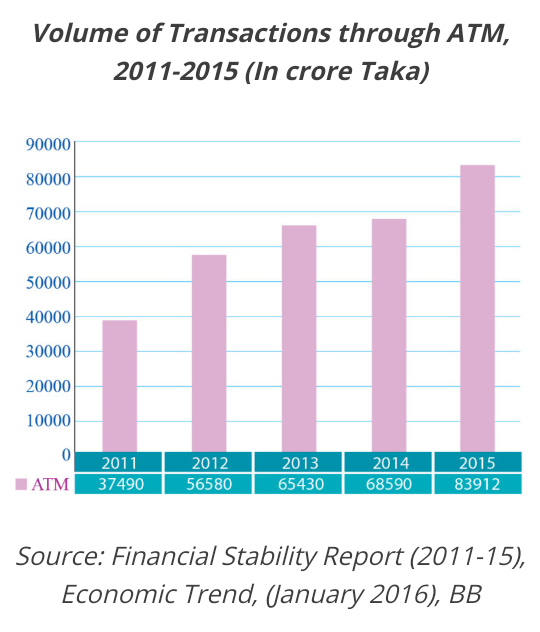 Volume of Transactions through ATM,
2011-2015 (In crore Taka)
90000
80000
70000
60000
50000
40000
30000
20000
10000
0
2011 2012 2013 2014 2015
ATM 37490 56580 65430 68590 83912
Source: Financial Stability Report (2011-15),
Economic Trend, (January 2016), BB